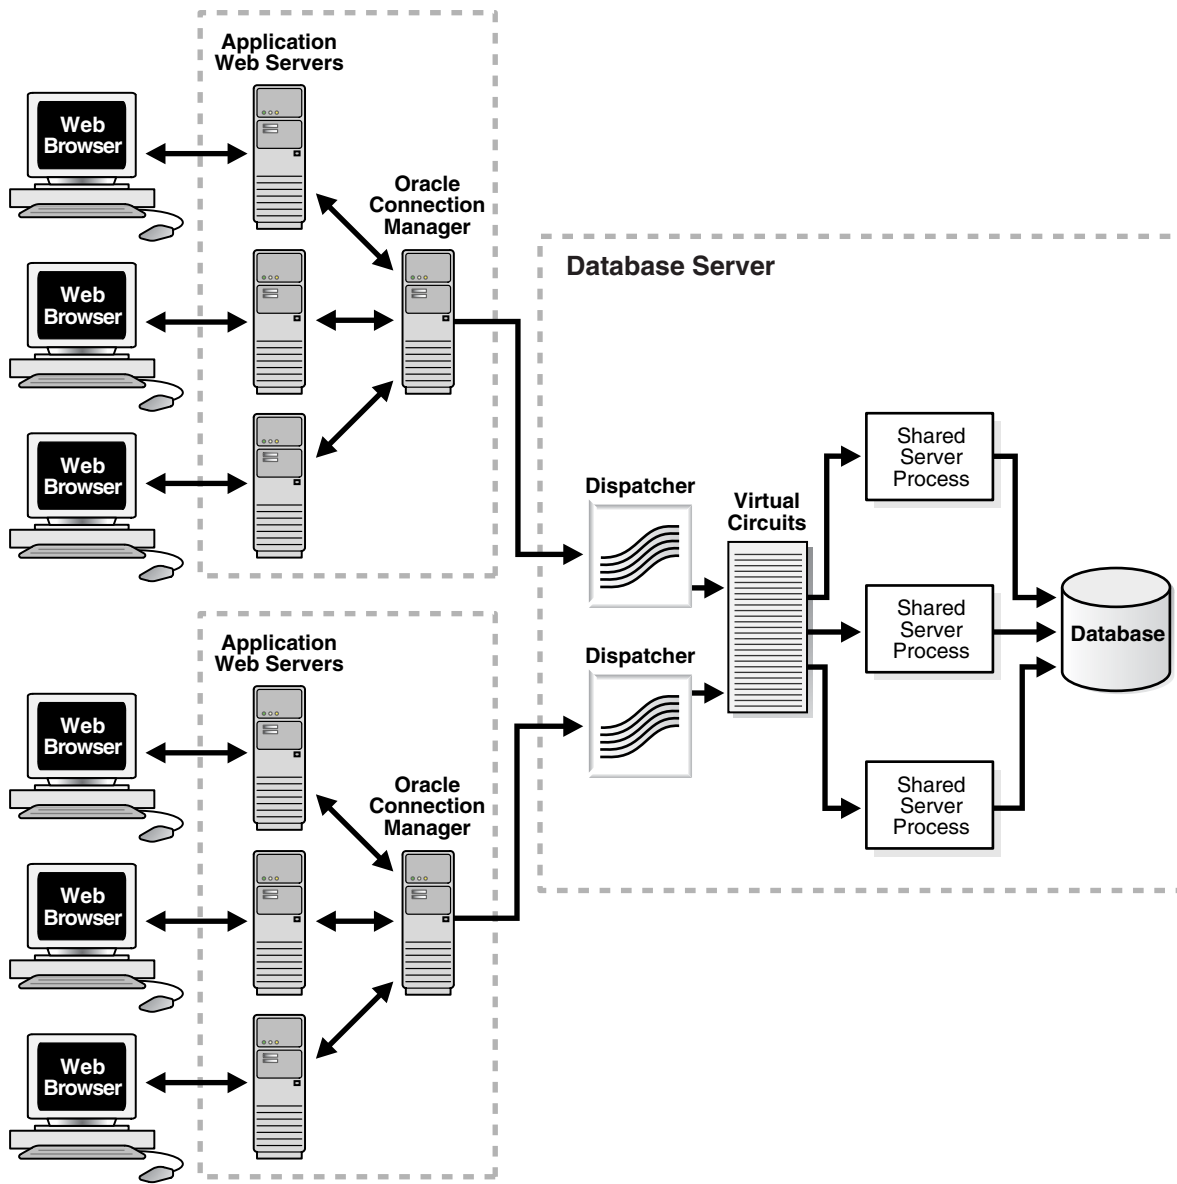 Application
Web Servers
Web
Browser
Web
Browser
Web
Browser
Oracle
Connection
Manager
Database Server
Dispatcher
Virtual
Circuits
Shared
Server
Process
Shared
Server
Process
Database
Dispatcher
Shared
Server
Process
Application
Web Servers
Web
Browser
Web
Browser
Web
Browser
Oracle
Connection
Manager